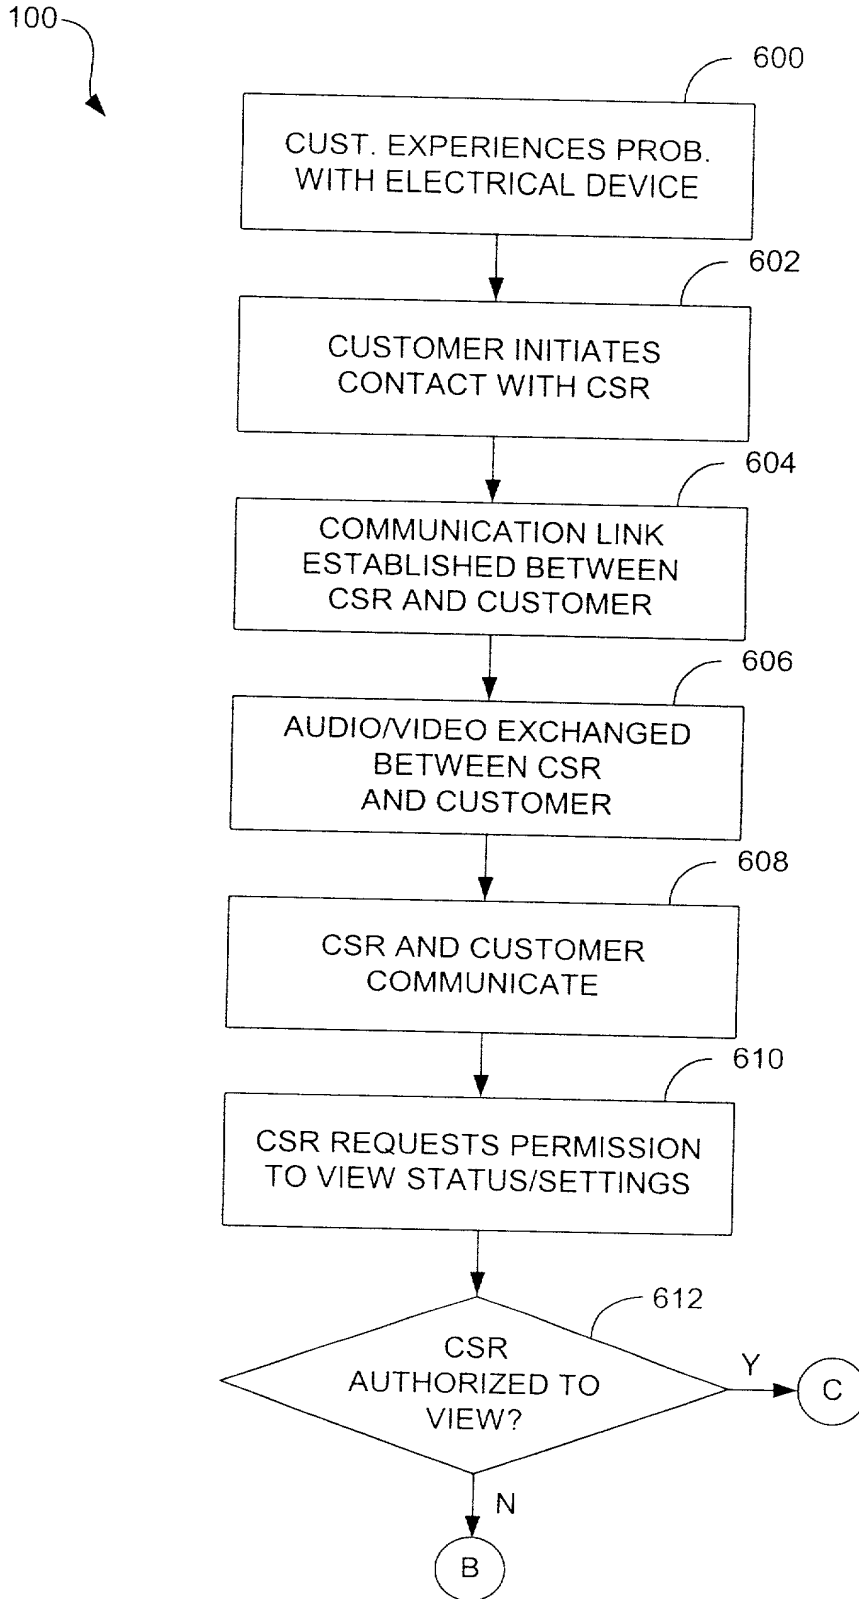 100
600
CUST. EXPERIENCES PROB.
WITH ELECTRICAL DEVICE
602
CUSTOMER INITIATES
CONTACT WITH CSR
604
COMMUNICATION LINK
ESTABLISHED BETWEEN
CSR AND CUSTOMER
606
AUDIO/VIDEO EXCHANGED
BETWEEN CSR
AND CUSTOMER
608
CSR AND CUSTOMER
COMMUNICATE
610
CSR REQUESTS PERMISSION
TO VIEW STATUS/SETTINGS
612
CSR
AUTHORIZED TO
VIEW?
Y
C
N
B